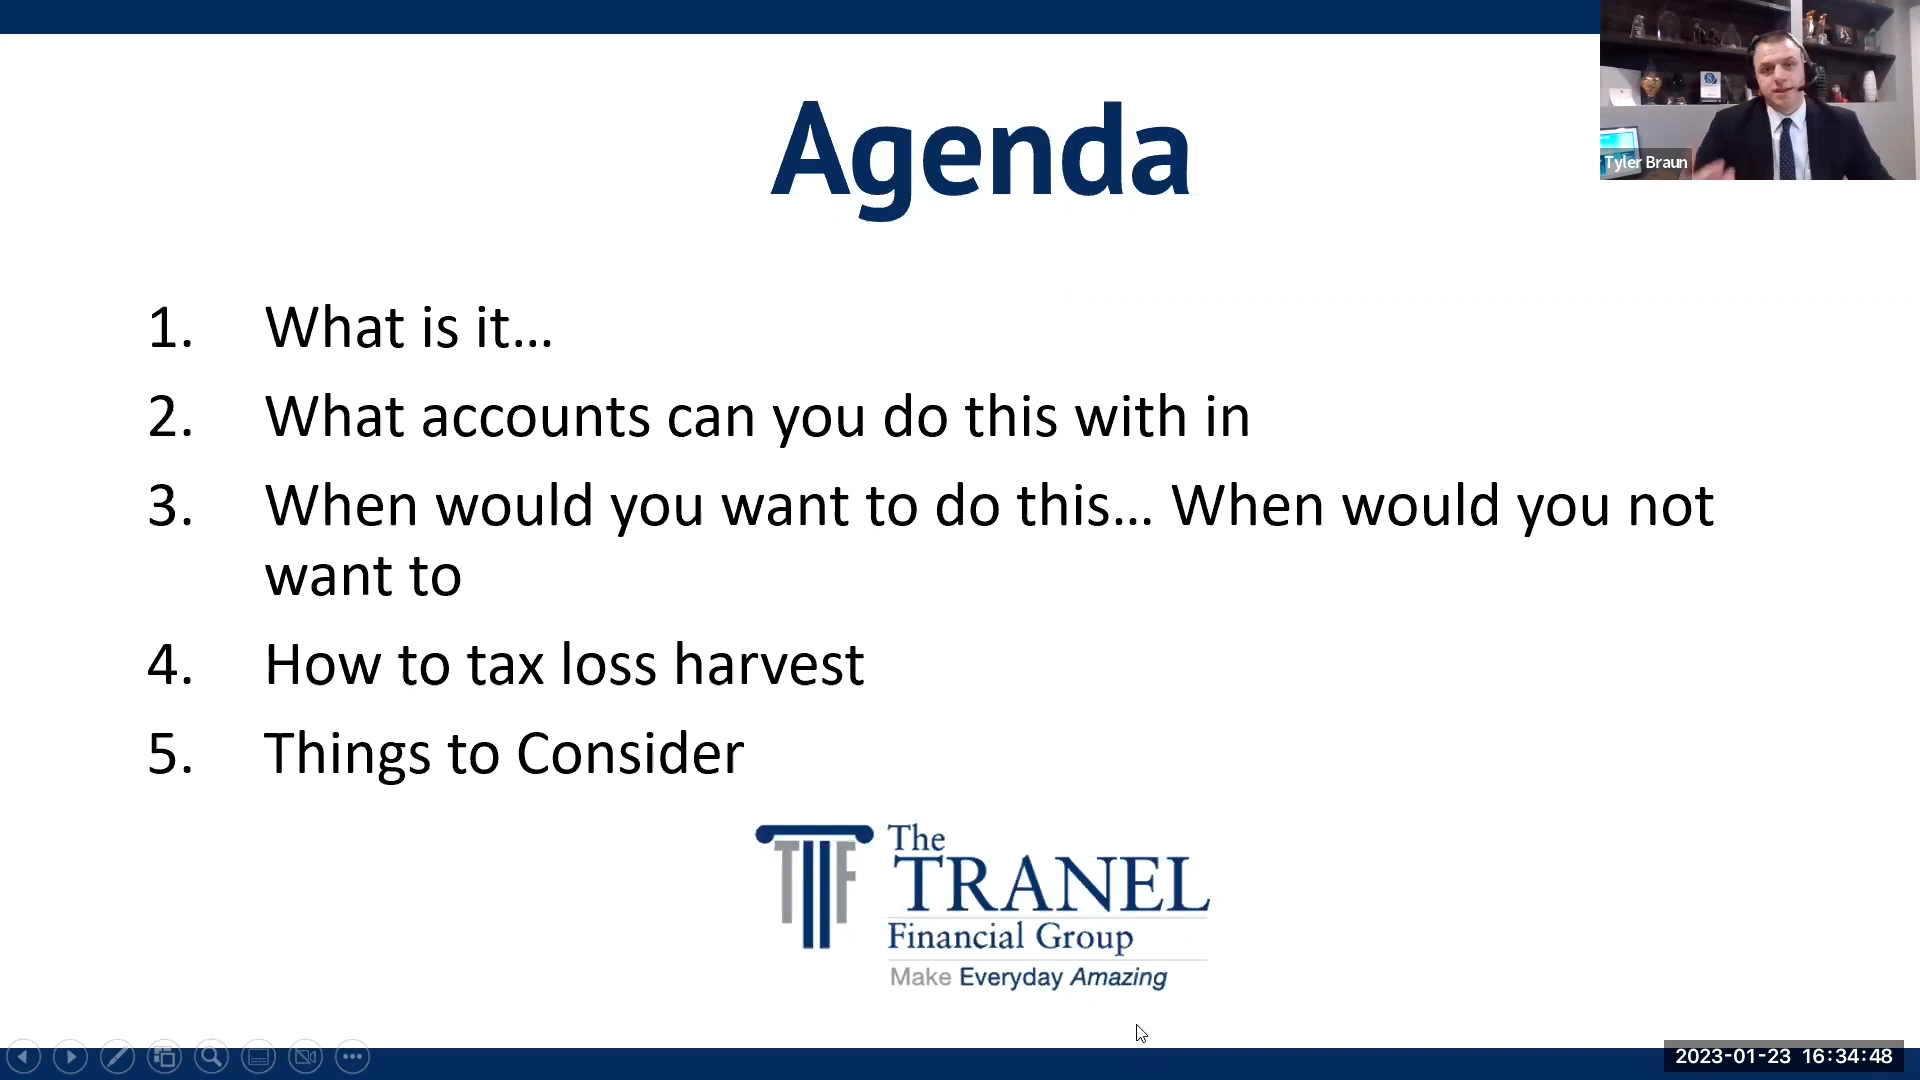 Agenda
Tyler Braun
1. What is it...
2. What accounts can you do this with in
3. When would you want to do this... When would you not
want to
4. How to tax loss harvest
5. Things to Consider
TFG
The
TRANEL
Financial Group
Make Everyday Amazing
2023-01-23 16:34:48